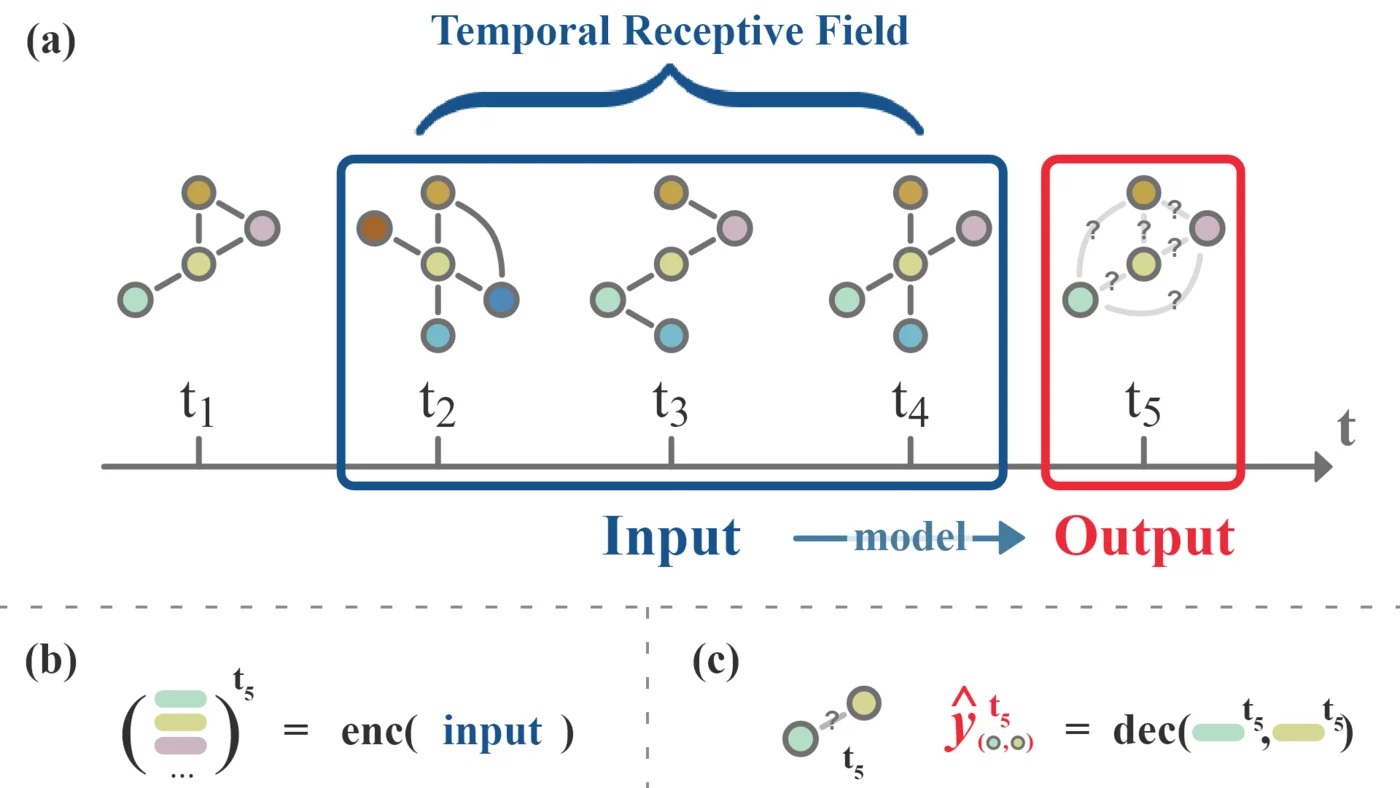 (a)
Temporal Receptive Field
? ? ? ? ? ?
t₁ t₂ t₃ t₄ t₅
t
Input model Output
(b)
( ... )ᵗ⁵ = enc( input )
(c)
? t₅
ŷ t₅ ( , ) = dec( t₅, t₅)